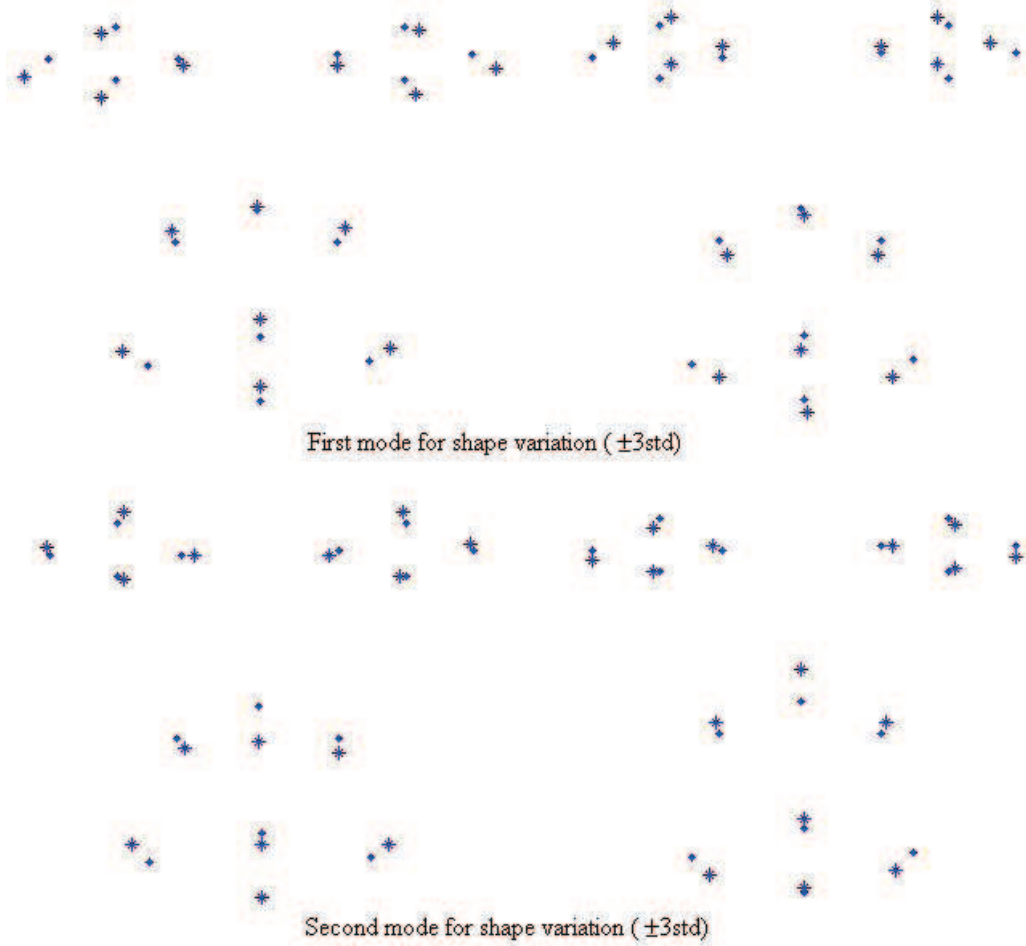 First mode for shape variation ( ±3std)
Second mode for shape variation ( ±3std)